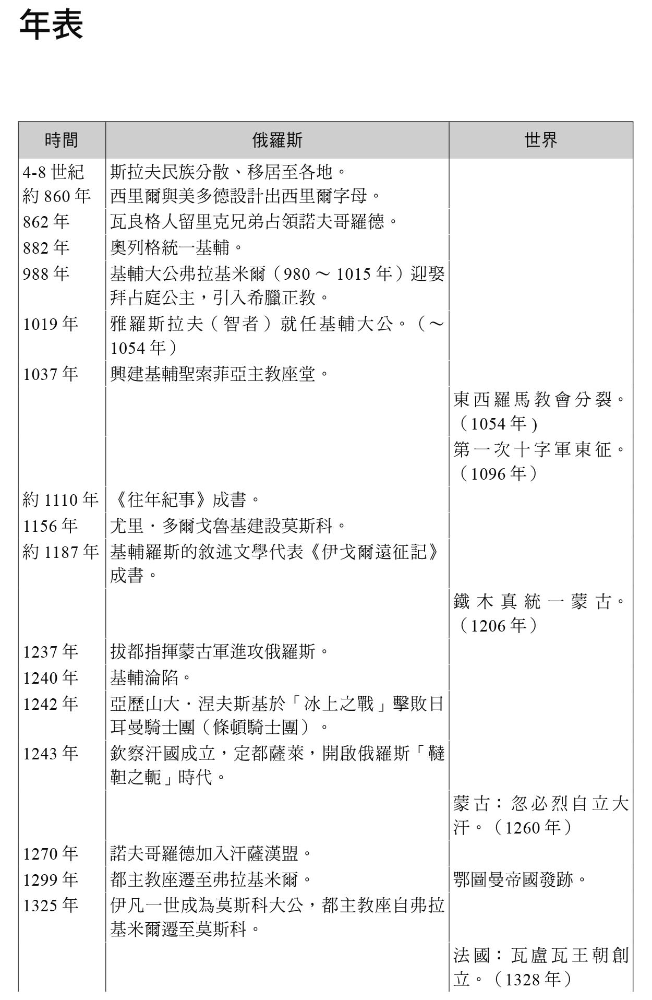 年表
時間 俄羅斯 世界
4-8 世紀 斯拉夫民族分散、移居至各地。
約 860 年 西里爾與美多德設計出西里爾字母。
862 年 瓦良格人留里克兄弟占領諾夫哥羅德。
882 年 奧列格統一基輔。
988 年 基輔大公弗拉基米爾（980～1015 年）迎娶
拜占庭公主，引入希臘正教。
1019 年 雅羅斯拉夫（智者）就任基輔大公。（～
1054 年）
1037 年 興建基輔聖索菲亞主教座堂。
東西羅馬教會分裂。
（1054 年 )
第一次十字軍東征。
（1096 年）
約 1110 年 《往年紀事》成書。
1156 年 尤里．多爾戈魯基建設莫斯科。
約 1187 年 基輔羅斯的敘述文學代表《伊戈爾遠征記》
成書。
鐵木真統一蒙古。
（1206 年）
1237 年 拔都指揮蒙古軍進攻俄羅斯。
1240 年 基輔淪陷。
1242 年 亞歷山大．涅夫斯基於「冰上之戰」擊敗日
耳曼騎士團（條頓騎士團）。
1243 年 欽察汗國成立，定都薩萊，開啟俄羅斯「韃
靼之軛」時代。
蒙古：忽必烈自立大
汗。（1260 年）
1270 年 諾夫哥羅德加入汗薩漢盟。
1299 年 都主教座遷至弗拉基米爾。 鄂圖曼帝國發跡。
1325 年 伊凡一世成為莫斯科大公，都主教座自弗拉
基米爾遷至莫斯科。
法國：瓦盧瓦王朝創
立。（1328 年）